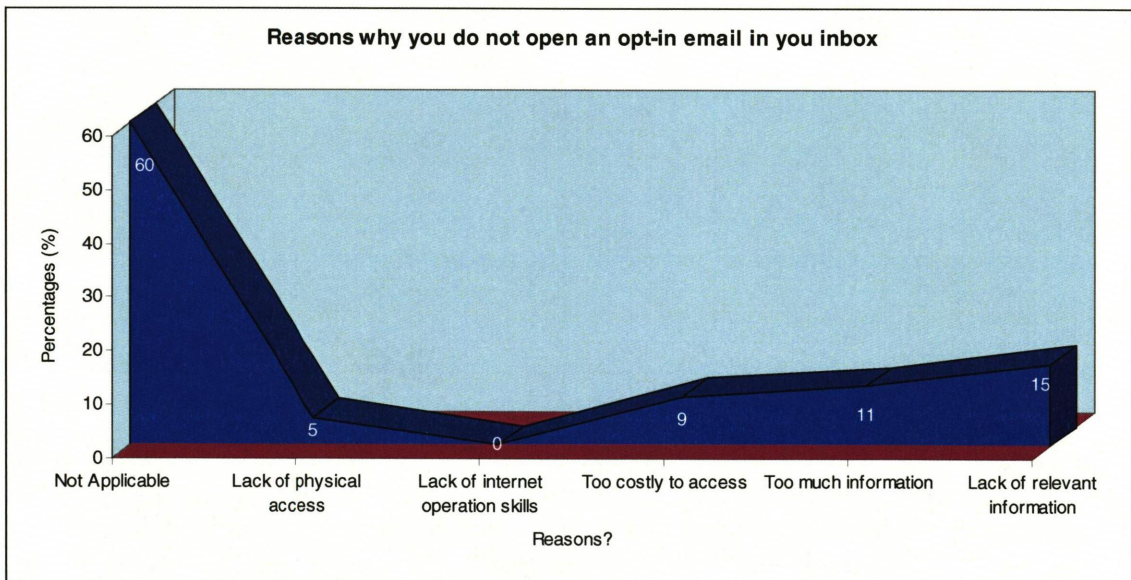 Reasons why you do not open an opt-in email in you inbox
60
50
40
30
20
10
0
Percentages (%)
60
5
0
9
11
15
Not Applicable
Lack of physical
access
Lack of internet
operation skills
Too costly to access
Too much information
Lack of relevant
information
Reasons?